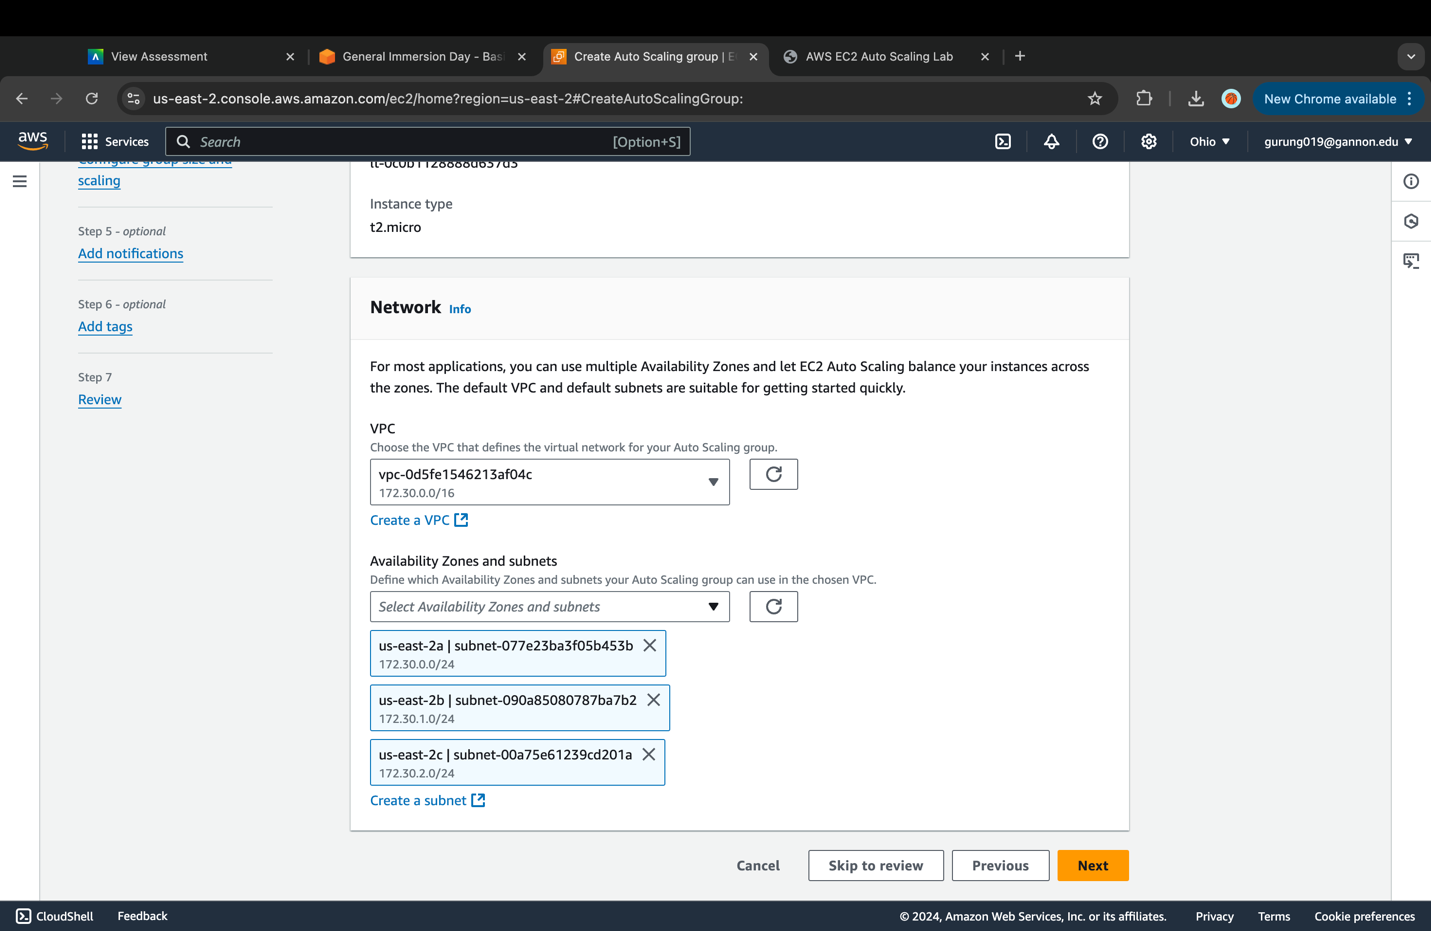 View Assessment
General Immersion Day - Bas
Create Auto Scaling group | E
AWS EC2 Auto Scaling Lab
us-east-2.console.aws.amazon.com/ec2/home?region=us-east-2#CreateAutoScalingGroup:
New Chrome available
aws
Services
Search
[Option+S]
Ohio
gurung019@gannon.edu
Configure group size and
scaling
Step 5 - optional
Add notifications
Step 6 - optional
Add tags
Step 7
Review
lt-0c0b1128888d637d3
Instance type
t2.micro
Network Info
For most applications, you can use multiple Availability Zones and let EC2 Auto Scaling balance your instances across
the zones. The default VPC and default subnets are suitable for getting started quickly.
VPC
Choose the VPC that defines the virtual network for your Auto Scaling group.
vpc-0d5fe1546213af04c
172.30.0.0/16
Create a VPC
Availability Zones and subnets
Define which Availability Zones and subnets your Auto Scaling group can use in the chosen VPC.
Select Availability Zones and subnets
us-east-2a | subnet-077e23ba3f05b453b
172.30.0.0/24
us-east-2b | subnet-090a85080787ba7b2
172.30.1.0/24
us-east-2c | subnet-00a75e61239cd201a
172.30.2.0/24
Create a subnet
Cancel
Skip to review
Previous
Next
CloudShell
Feedback
© 2024, Amazon Web Services, Inc. or its affiliates.
Privacy
Terms
Cookie preferences